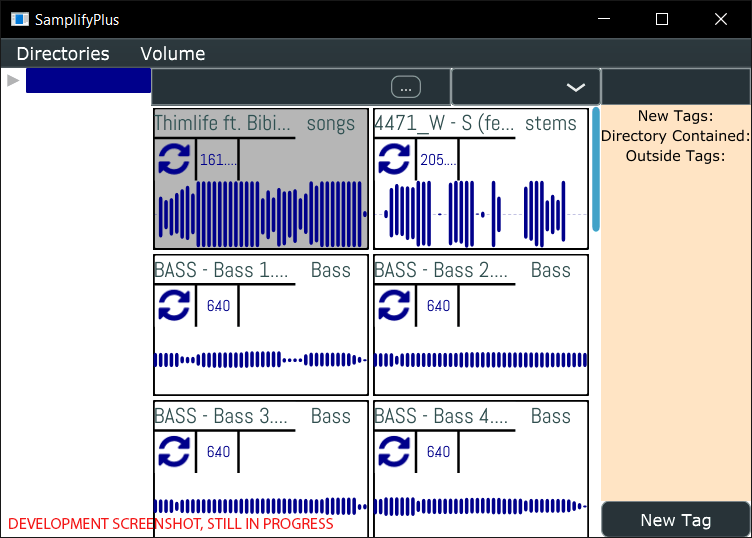 SamplifyPlus
Directories Volume
...
New Tags:
Directory Contained:
Outside Tags:
Thimlife ft. Bibi... songs
161....
4471_W - S (fe... stems
205....
BASS - Bass 1.... Bass
640
BASS - Bass 2.... Bass
640
BASS - Bass 3.... Bass
640
BASS - Bass 4.... Bass
640
DEVELOPMENT SCREENSHOT, STILL IN PROGRESS
New Tag